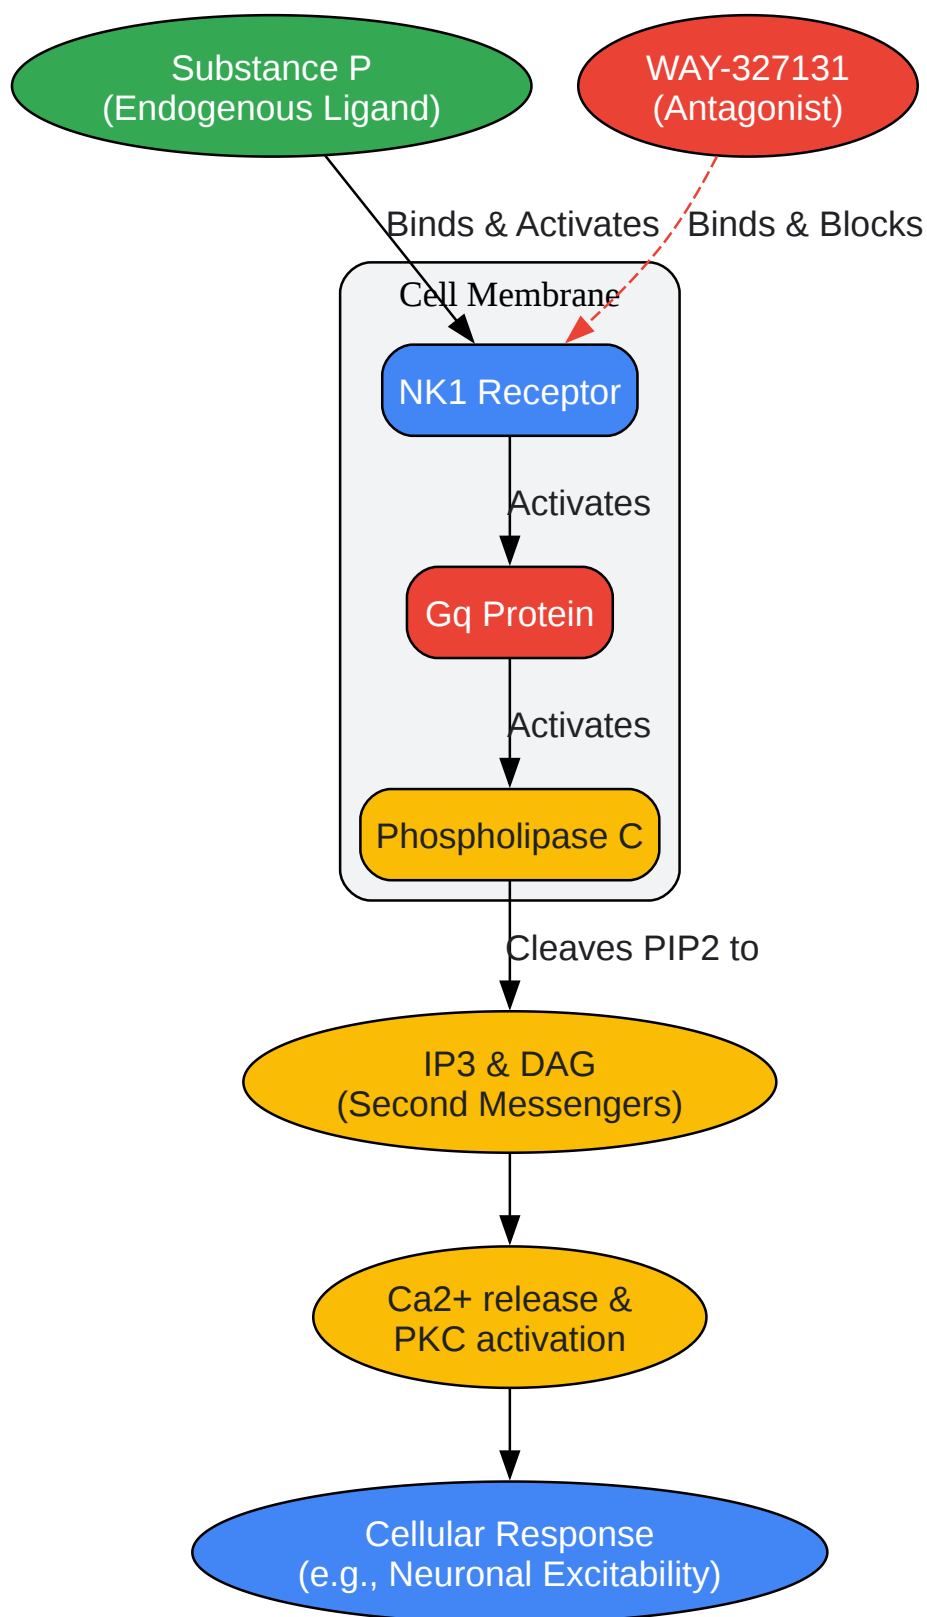 Substance P
(Endogenous Ligand)
WAY-327131
(Antagonist)
Binds & Activates
Binds & Blocks
Cell Membrane
NK1 Receptor
Activates
Gq Protein
Activates
Phospholipase C
Cleaves PIP2 to
IP3 & DAG
(Second Messengers)
Ca2+ release &
PKC activation
Cellular Response
(e.g., Neuronal Excitability)